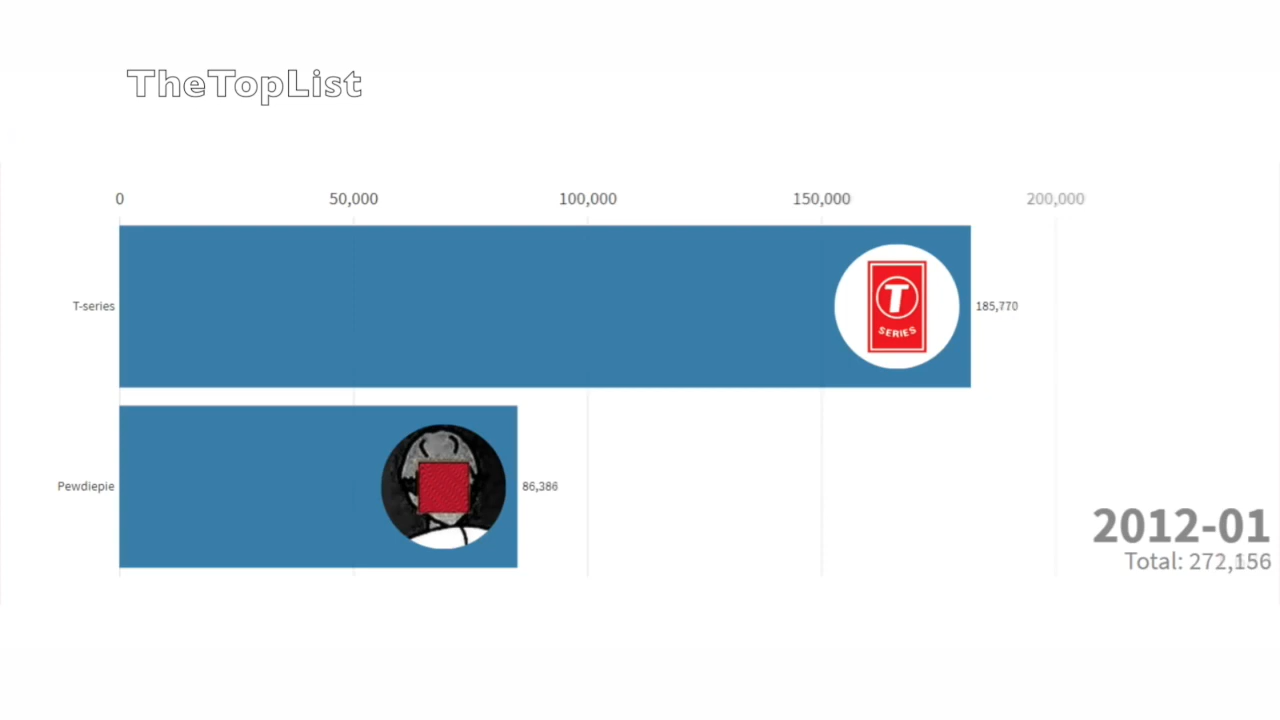 TheTopList
0 50,000 100,000 150,000 200,000
T-series
T
SERIES
185,770
Pewdiepie
86,386
2012-01
Total: 272,156